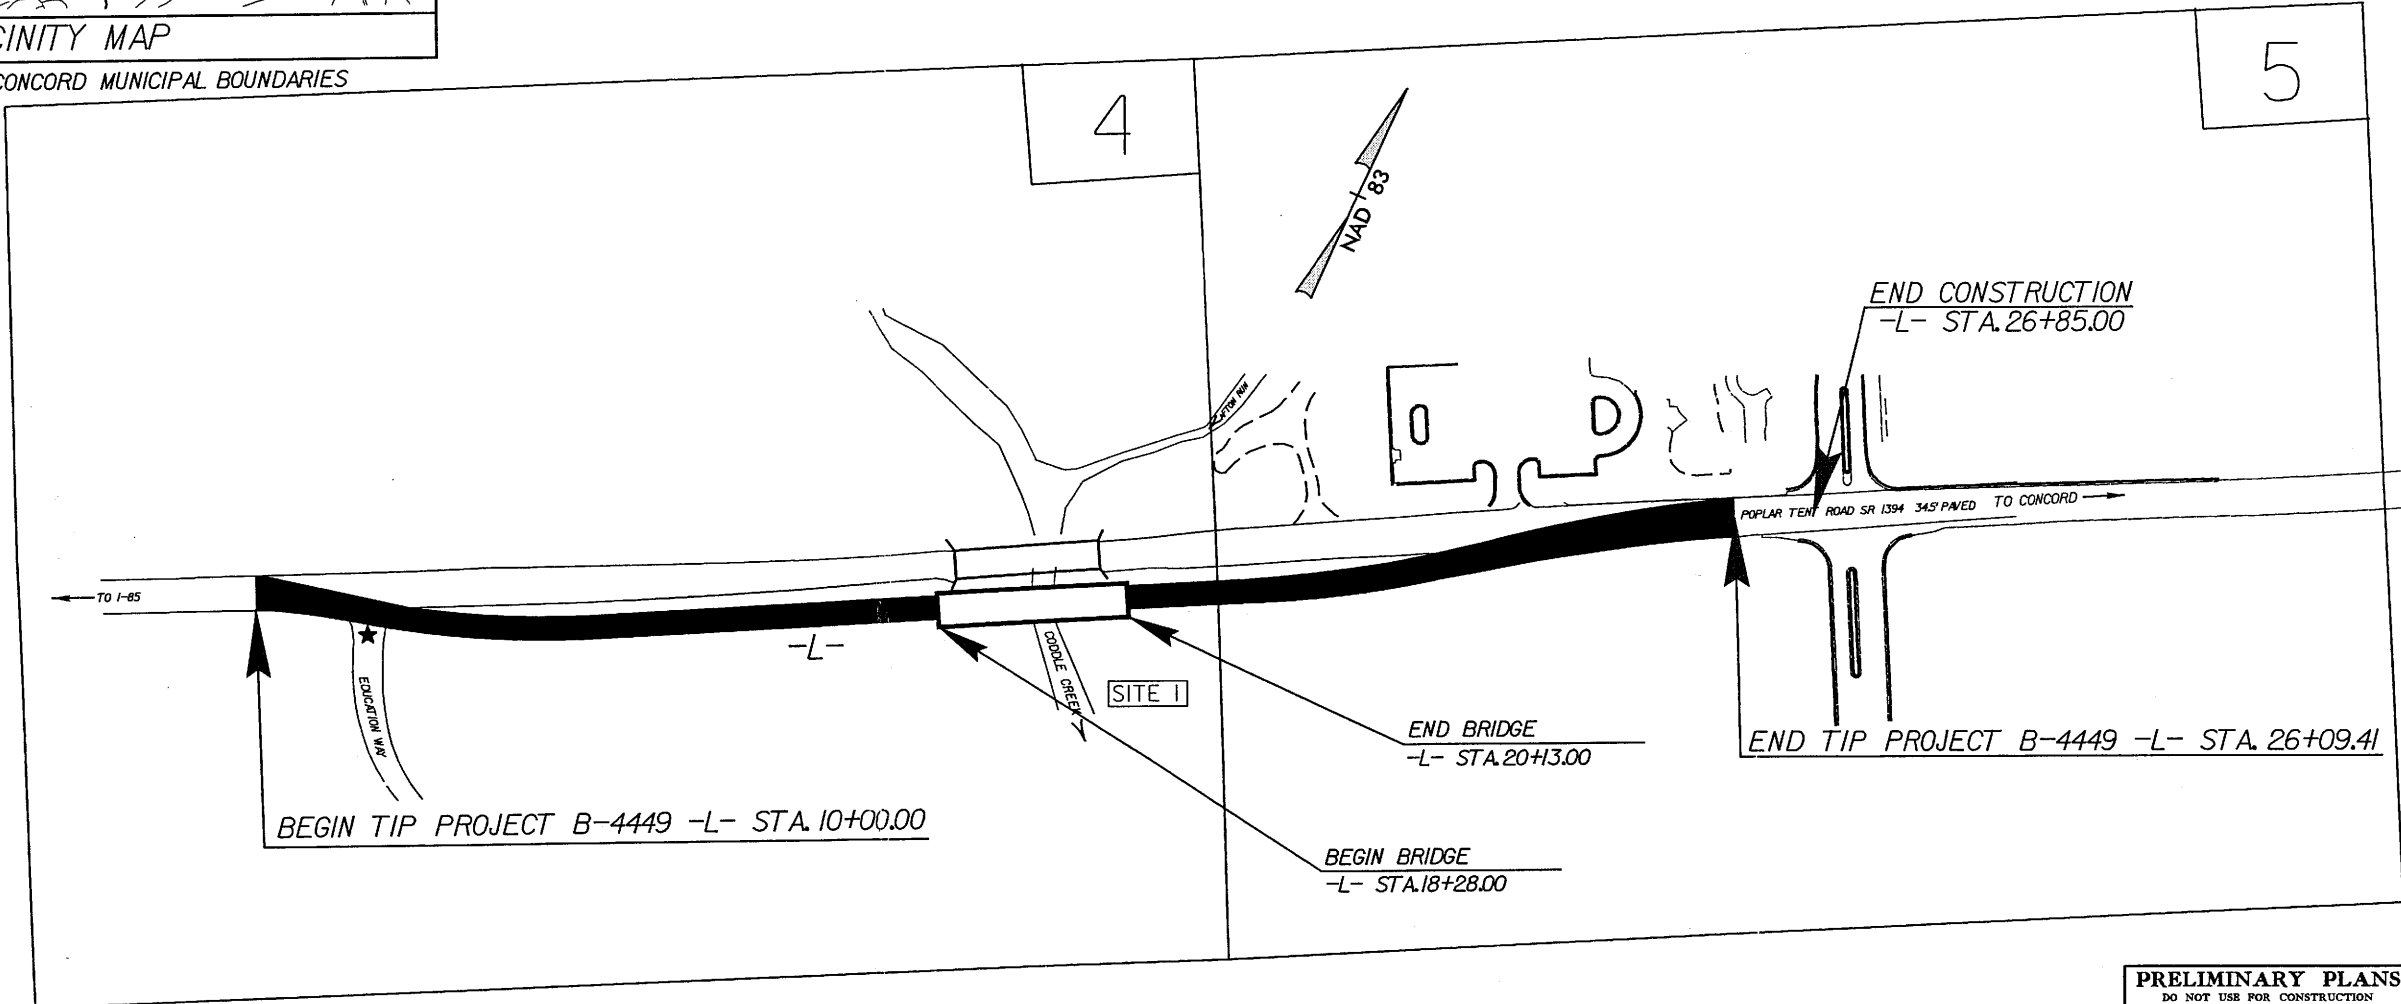 CINITY MAP
CONCORD MUNICIPAL BOUNDARIES
4
5
NAD '83
END CONSTRUCTION
-L- STA. 26+85.00
AFTON RUN
POPLAR TENT ROAD SR 1394 34.5' PAVED TO CONCORD
TO I-85
-L-
EDUCATION WAY
CODDLE CREEK
SITE 1
END BRIDGE
-L- STA. 20+13.00
END TIP PROJECT B-4449 -L- STA. 26+09.41
BEGIN TIP PROJECT B-4449 -L- STA. 10+00.00
BEGIN BRIDGE
-L- STA. 18+28.00
PRELIMINARY PLANS
DO NOT USE FOR CONSTRUCTION